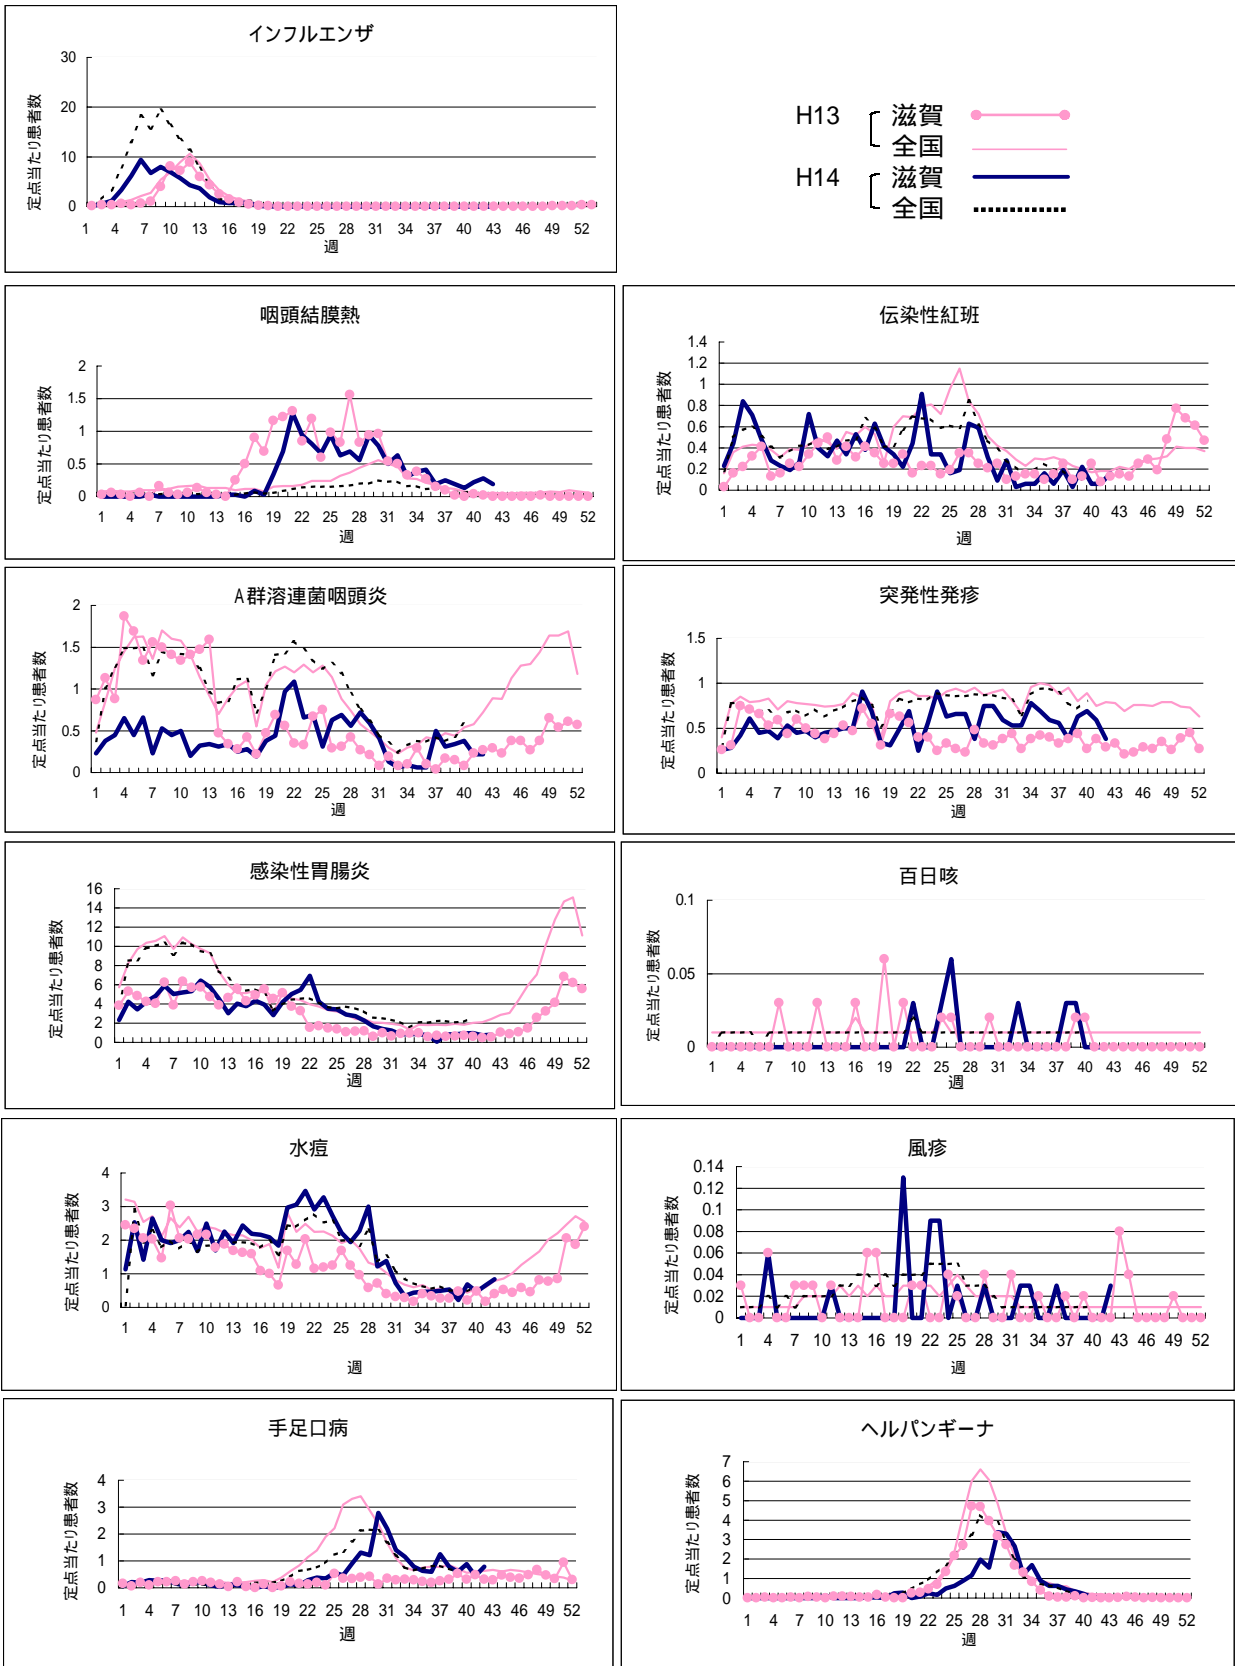 インフルエンザ
定点当たり患者数
30
20
10
0
1 4 7 10 13 16 19 22 25 28 31 34 37 40 43 46 49 52
週
H13 滋賀
全国
H14 滋賀
全国
咽頭結膜熱
定点当たり患者数
2
1.5
1
0.5
0
1 4 7 10 13 16 19 22 25 28 31 34 37 40 43 46 49 52
週
伝染性紅班
定点当たり患者数
1.4
1.2
1
0.8
0.6
0.4
0.2
0
1 4 7 10 13 16 19 22 25 28 31 34 37 40 43 46 49 52
週
A群溶連菌咽頭炎
定点当たり患者数
2
1.5
1
0.5
0
1 4 7 10 13 16 19 22 25 28 31 34 37 40 43 46 49 52
週
突発性発疹
定点当たり患者数
1.5
1
0.5
0
1 4 7 10 13 16 19 22 25 28 31 34 37 40 43 46 49 52
週
感染性胃腸炎
定点当たり患者数
16
14
12
10
8
6
4
2
0
1 4 7 10 13 16 19 22 25 28 31 34 37 40 43 46 49 52
週
百日咳
定点当たり患者数
0.1
0.05
0
1 4 7 10 13 16 19 22 25 28 31 34 37 40 43 46 49 52
週
水痘
定点当たり患者数
4
3
2
1
0
1 4 7 10 13 16 19 22 25 28 31 34 37 40 43 46 49 52
週
風疹
定点当たり患者数
0.14
0.12
0.1
0.08
0.06
0.04
0.02
0
1 4 7 10 13 16 19 22 25 28 31 34 37 40 43 46 49 52
週
手足口病
定点当たり患者数
4
3
2
1
0
1 4 7 10 13 16 19 22 25 28 31 34 37 40 43 46 49 52
週
ヘルパンギーナ
定点当たり患者数
7
6
5
4
3
2
1
0
1 4 7 10 13 16 19 22 25 28 31 34 37 40 43 46 49 52
週